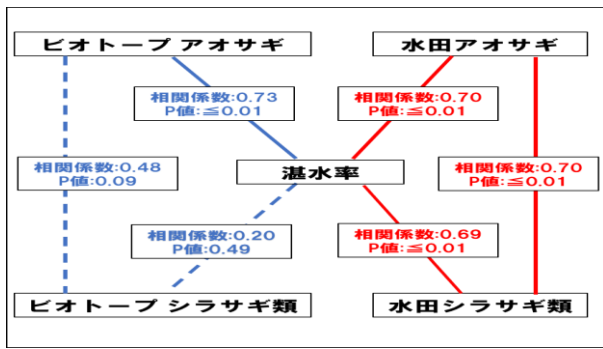 ビオトープ アオサギ
水田アオサギ
相関係数:0.73
P値:≦0.01
相関係数:0.70
P値:≦0.01
相関係数:0.48
P値:0.09
湛水率
相関係数:0.70
P値:≦0.01
相関係数:0.20
P値:0.49
相関係数:0.69
P値:≦0.01
ビオトープ シラサギ類
水田シラサギ類